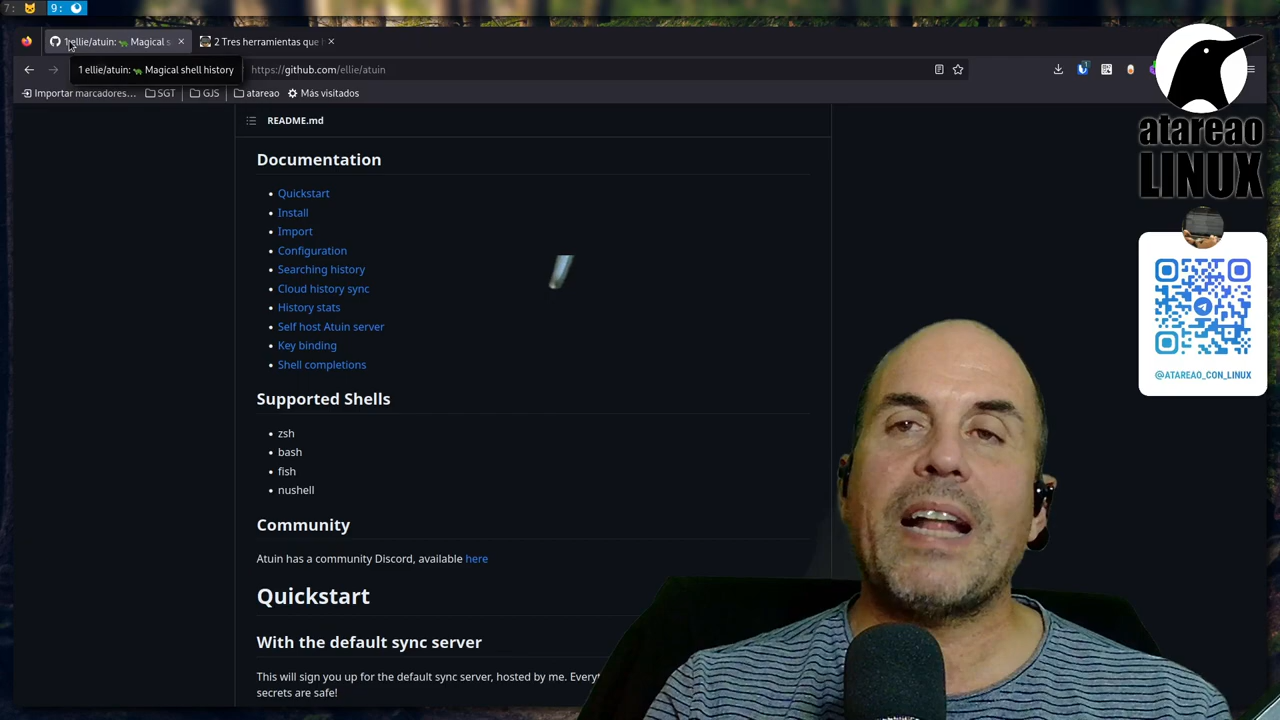 7:
9:
1 ellie/atuin: Magical s
2 Tres herramientas que
1 ellie/atuin: Magical shell history
https://github.com/ellie/atuin
Importar marcadores...
SGT
GJS
atareao
Más visitados
README.md
Documentation
Quickstart
Install
Import
Configuration
Searching history
Cloud history sync
History stats
Self host Atuin server
Key binding
Shell completions
Supported Shells
zsh
bash
fish
nushell
Community
Atuin has a community Discord, available here
Quickstart
With the default sync server
This will sign you up for the default sync server, hosted by me. Every
secrets are safe!
atareao
LINUX
@ATAREAO_CON_LINUX